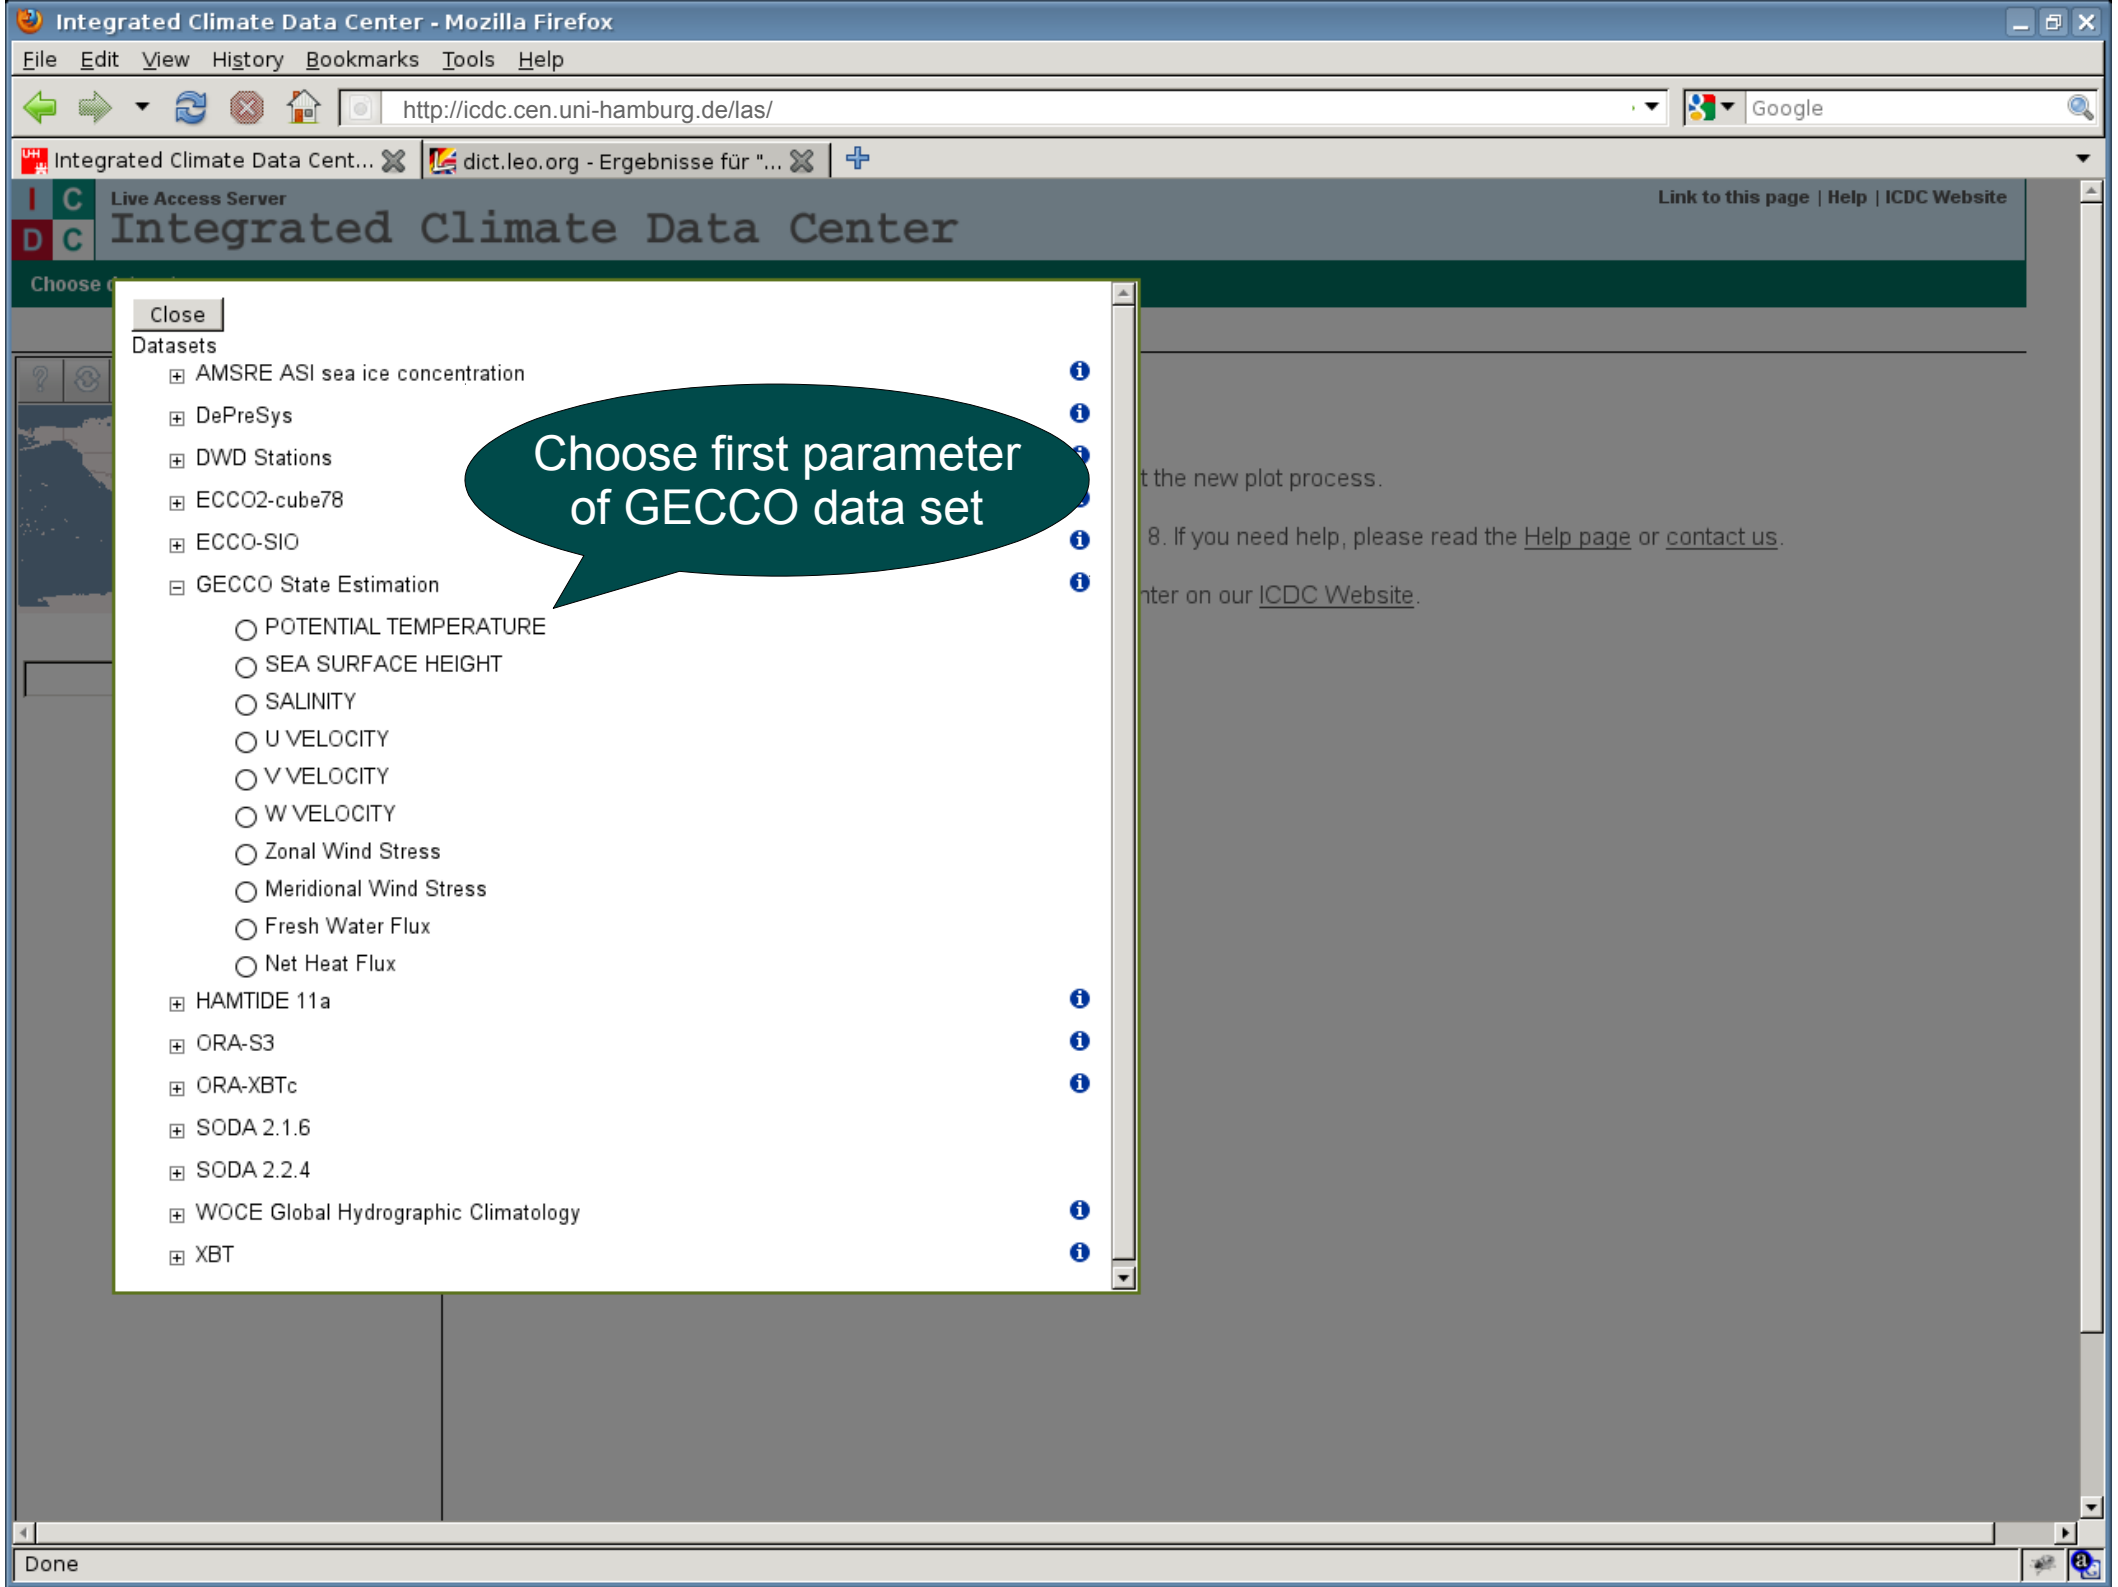 Integrated Climate Data Center - Mozilla Firefox
File Edit View History Bookmarks Tools Help
http://icdc.cen.uni-hamburg.de/las/
Google
Integrated Climate Data Cent...
dict.leo.org - Ergebnisse für "...
I C D C
Live Access Server
Integrated Climate Data Center
Link to this page | Help | ICDC Website
Choose
Close
Datasets
AMSRE ASI sea ice concentration
DePreSys
DWD Stations
ECCO2-cube78
ECCO-SIO
GECCO State Estimation
POTENTIAL TEMPERATURE
SEA SURFACE HEIGHT
SALINITY
U VELOCITY
V VELOCITY
W VELOCITY
Zonal Wind Stress
Meridional Wind Stress
Fresh Water Flux
Net Heat Flux
HAMTIDE 11a
ORA-S3
ORA-XBTc
SODA 2.1.6
SODA 2.2.4
WOCE Global Hydrographic Climatology
XBT
Choose first parameter
of GECCO data set
t the new plot process.
8. If you need help, please read the Help page or contact us.
nter on our ICDC Website.
Done